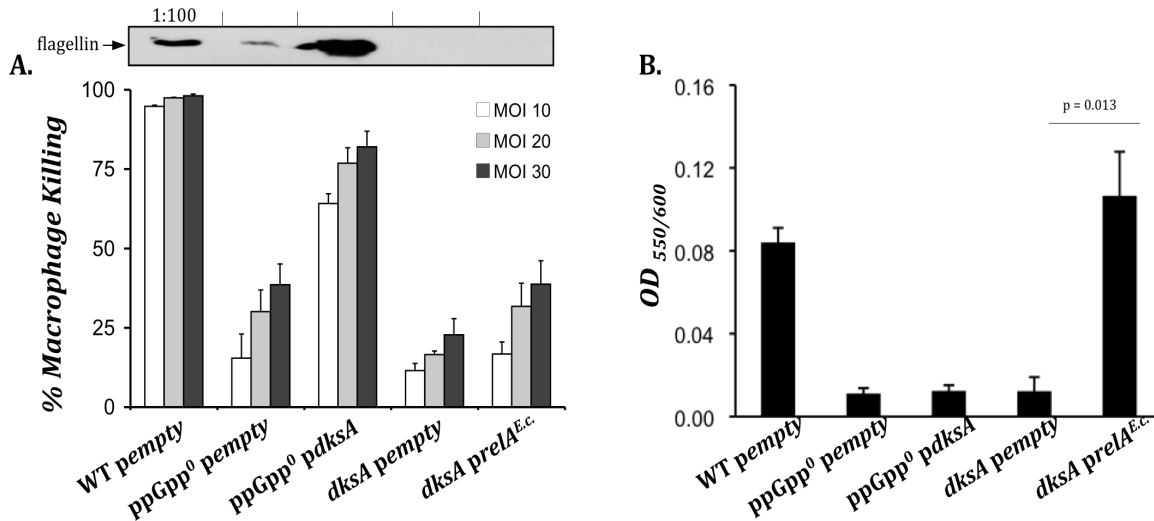 1:100
flagellin
A.
% Macrophage Killing
100
75
50
25
0
MOI 10
MOI 20
MOI 30
WT pempty
ppGpp⁰ pempty
ppGpp⁰ pdksA
dksA pempty
dksA prelA^E.c.
B.
OD 550/600
0.16
0.12
0.08
0.04
0.00
p = 0.013
WT pempty
ppGpp⁰ pempty
ppGpp⁰ pdksA
dksA pempty
dksA prelA^E.c.